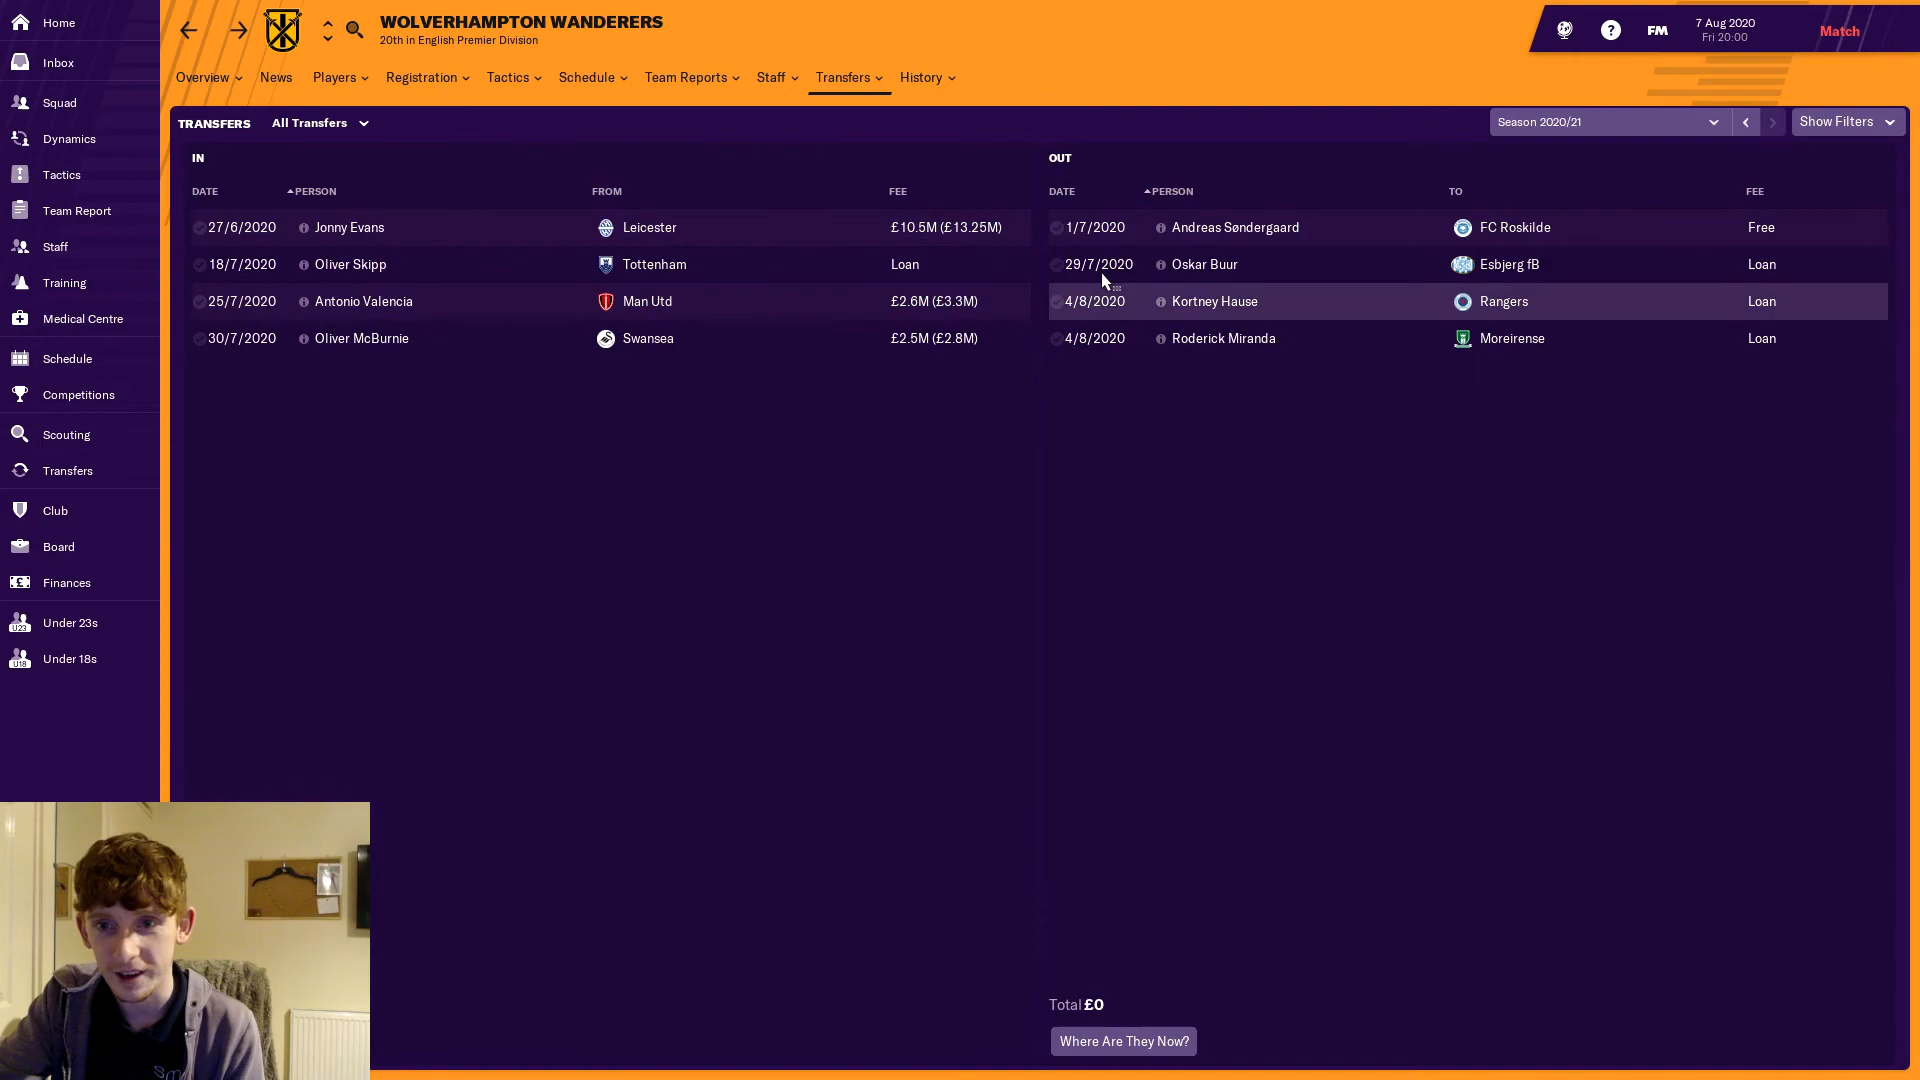 Home
Inbox
Squad
Dynamics
Tactics
Team Report
Staff
Training
Medical Centre
Schedule
Competitions
Scouting
Transfers
Club
Board
Finances
U23 Under 23s
U18 Under 18s
WOLVERHAMPTON WANDERERS
20th in English Premier Division
? FM
7 Aug 2020
Fri 20:00
Match
Overview News Players Registration Tactics Schedule Team Reports Staff Transfers History
TRANSFERS All Transfers
Season 2020/21
Show Filters
IN
DATE PERSON FROM FEE
27/6/2020 Jonny Evans Leicester £10.5M (£13.25M)
18/7/2020 Oliver Skipp Tottenham Loan
25/7/2020 Antonio Valencia Man Utd £2.6M (£3.3M)
30/7/2020 Oliver McBurnie Swansea £2.5M (£2.8M)
OUT
DATE PERSON TO FEE
1/7/2020 Andreas Søndergaard FC Roskilde Free
29/7/2020 Oskar Buur Esbjerg fB Loan
4/8/2020 Kortney Hause Rangers Loan
4/8/2020 Roderick Miranda Moreirense Loan
Total £0
Where Are They Now?